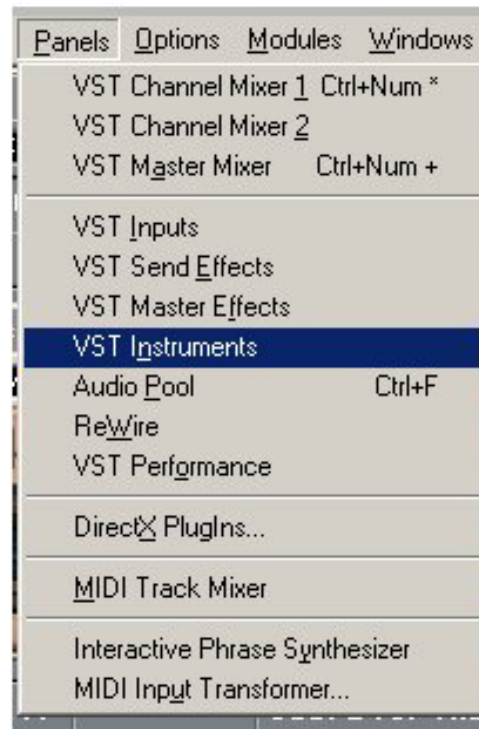 Panels Options Modules Windows
VST Channel Mixer 1 Ctrl+Num *
VST Channel Mixer 2
VST Master Mixer Ctrl+Num +
VST Inputs
VST Send Effects
VST Master Effects
VST Instruments
Audio Pool Ctrl+F
ReWire
VST Performance
DirectX PlugIns...
MIDI Track Mixer
Interactive Phrase Synthesizer
MIDI Input Transformer...